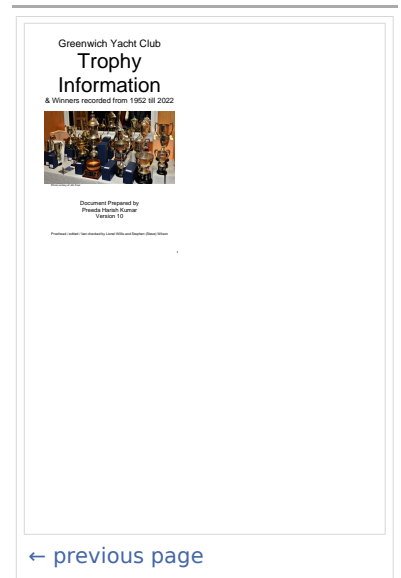 Greenwich Yacht Club
Trophy
Information
& Winners recorded from 1952 till 2022
Document Prepared by
Preeda Harish Kumar
Version 10
Proofread / edited / fact checked by Lionel Willis and Stephen (Steve) Wilson
← previous page